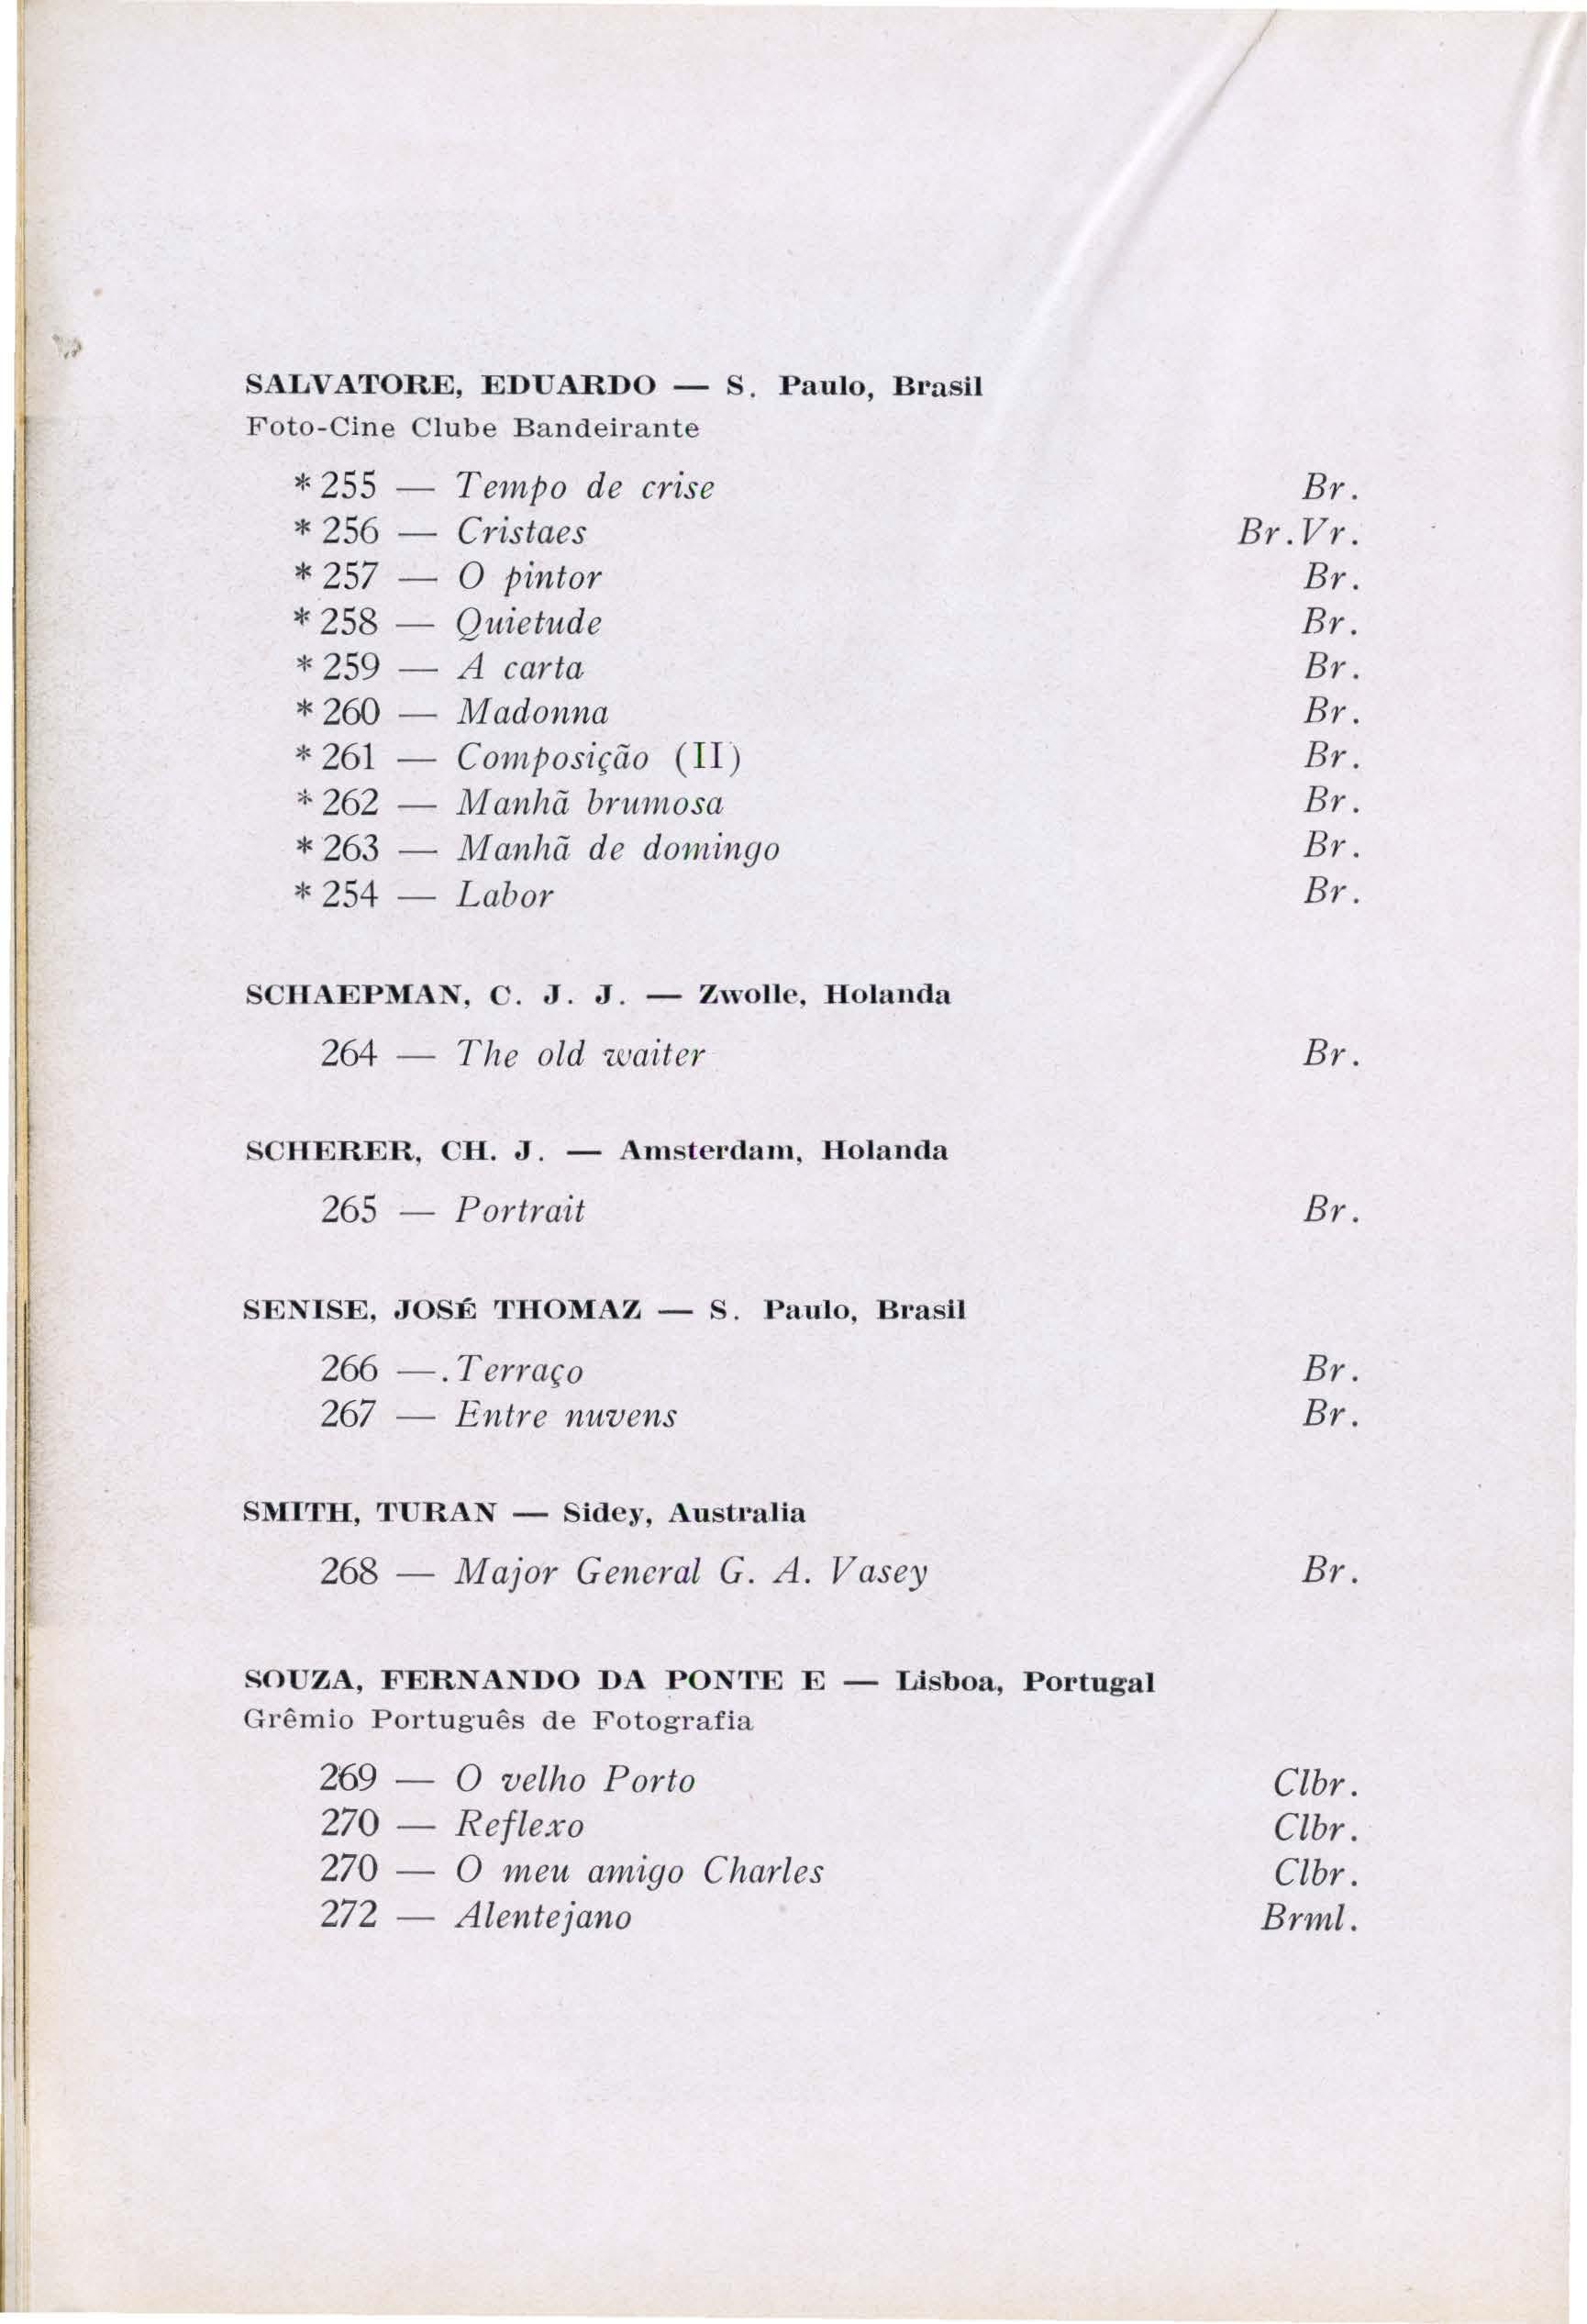 SALVATORE, EDUARDO — S. Paulo, Brasil
Foto-Cine Clube Bandeirante
* 255 — Tempo de crise Br.
* 256 — Cristaes Br.Vr.
* 257 — O pintor Br.
* 258 — Quietude Br.
* 259 — A carta Br.
* 260 — Madonna Br.
* 261 — Composição (II) Br.
* 262 — Manhã brumosa Br.
* 263 — Manhã de domingo Br.
* 254 — Labor Br.
SCHAEPMAN, C. J. J. — Zwolle, Holanda
264 — The old waiter Br.
SCHERER, CH. J. — Amsterdam, Holanda
265 — Portrait Br.
SENISE, JOSÉ THOMAZ — S. Paulo, Brasil
266 —. Terraço Br.
267 — Entre nuvens Br.
SMITH, TURAN — Sidey, Australia
268 — Major General G. A. Vasey Br.
SOUZA, FERNANDO DA PONTE E — Lisboa, Portugal
Grêmio Português de Fotografia
269 — O velho Porto Clbr.
270 — Reflexo Clbr.
270 — O meu amigo Charles Clbr.
272 — Alentejano Brml.